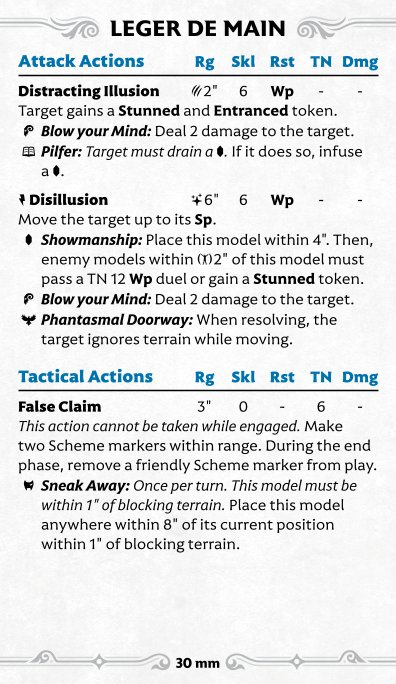 LEGER DE MAIN
Attack Actions Rg Skl Rst TN Dmg
Distracting Illusion 2" 6 Wp - -
Target gains a Stunned and Entranced token.
Blow your Mind: Deal 2 damage to the target.
Pilfer: Target must drain a . If it does so, infuse
a .
Disillusion 6" 6 Wp - -
Move the target up to its Sp.
Showmanship: Place this model within 4". Then,
enemy models within 2" of this model must
pass a TN 12 Wp duel or gain a Stunned token.
Blow your Mind: Deal 2 damage to the target.
Phantasmal Doorway: When resolving, the
target ignores terrain while moving.
Tactical Actions Rg Skl Rst TN Dmg
False Claim 3" 0 - 6 -
This action cannot be taken while engaged. Make
two Scheme markers within range. During the end
phase, remove a friendly Scheme marker from play.
Sneak Away: Once per turn. This model must be
within 1" of blocking terrain. Place this model
anywhere within 8" of its current position
within 1" of blocking terrain.
30 mm